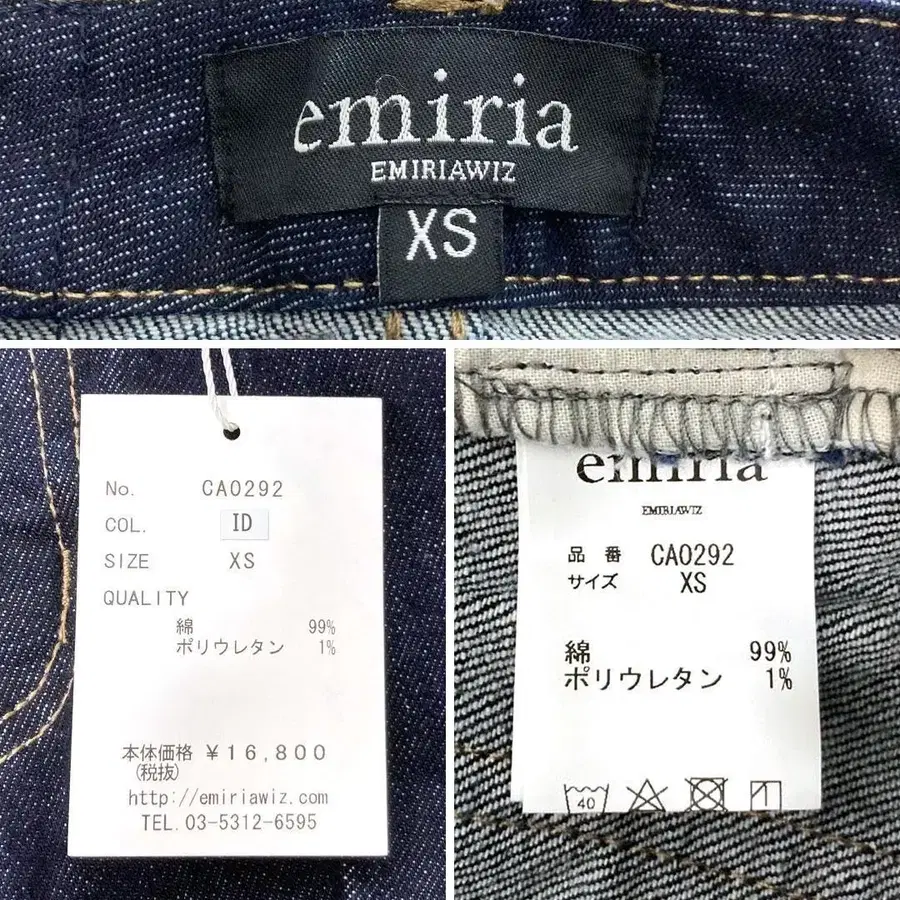 emiria
EMIRIAWIZ
XS
No. CA0292
COL. ID
SIZE XS
QUALITY
綿 99%
ポリウレタン 1%
本体価格 ¥16,800
(税抜)
http://emiriawiz.com
TEL.03-5312-6595
emiria
EMIRIAWIZ
品番 CA0292
サイズ XS
綿 99%
ポリウレタン 1%
40